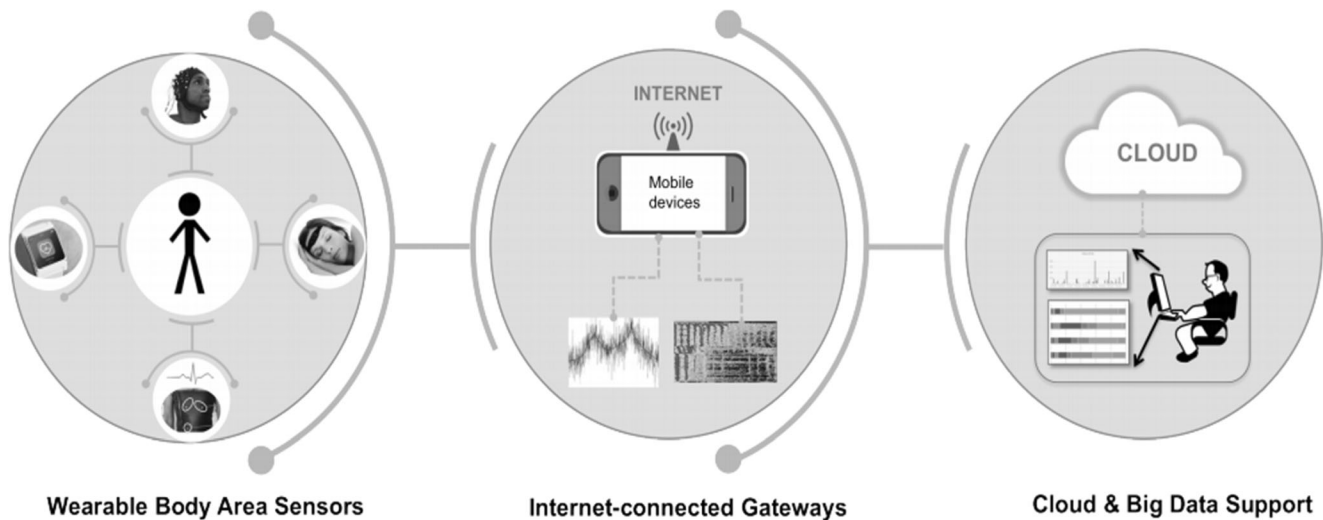 INTERNET
Mobile
devices
CLOUD
Wearable Body Area Sensors
Internet-connected Gateways
Cloud & Big Data Support